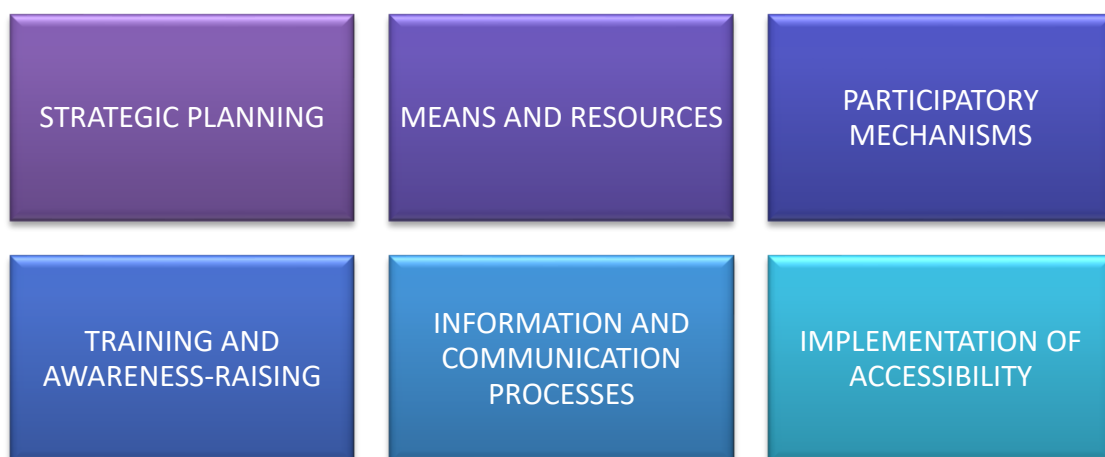 STRATEGIC PLANNING
MEANS AND RESOURCES
PARTICIPATORY
MECHANISMS
TRAINING AND
AWARENESS-RAISING
INFORMATION AND
COMMUNICATION
PROCESSES
IMPLEMENTATION OF
ACCESSIBILITY